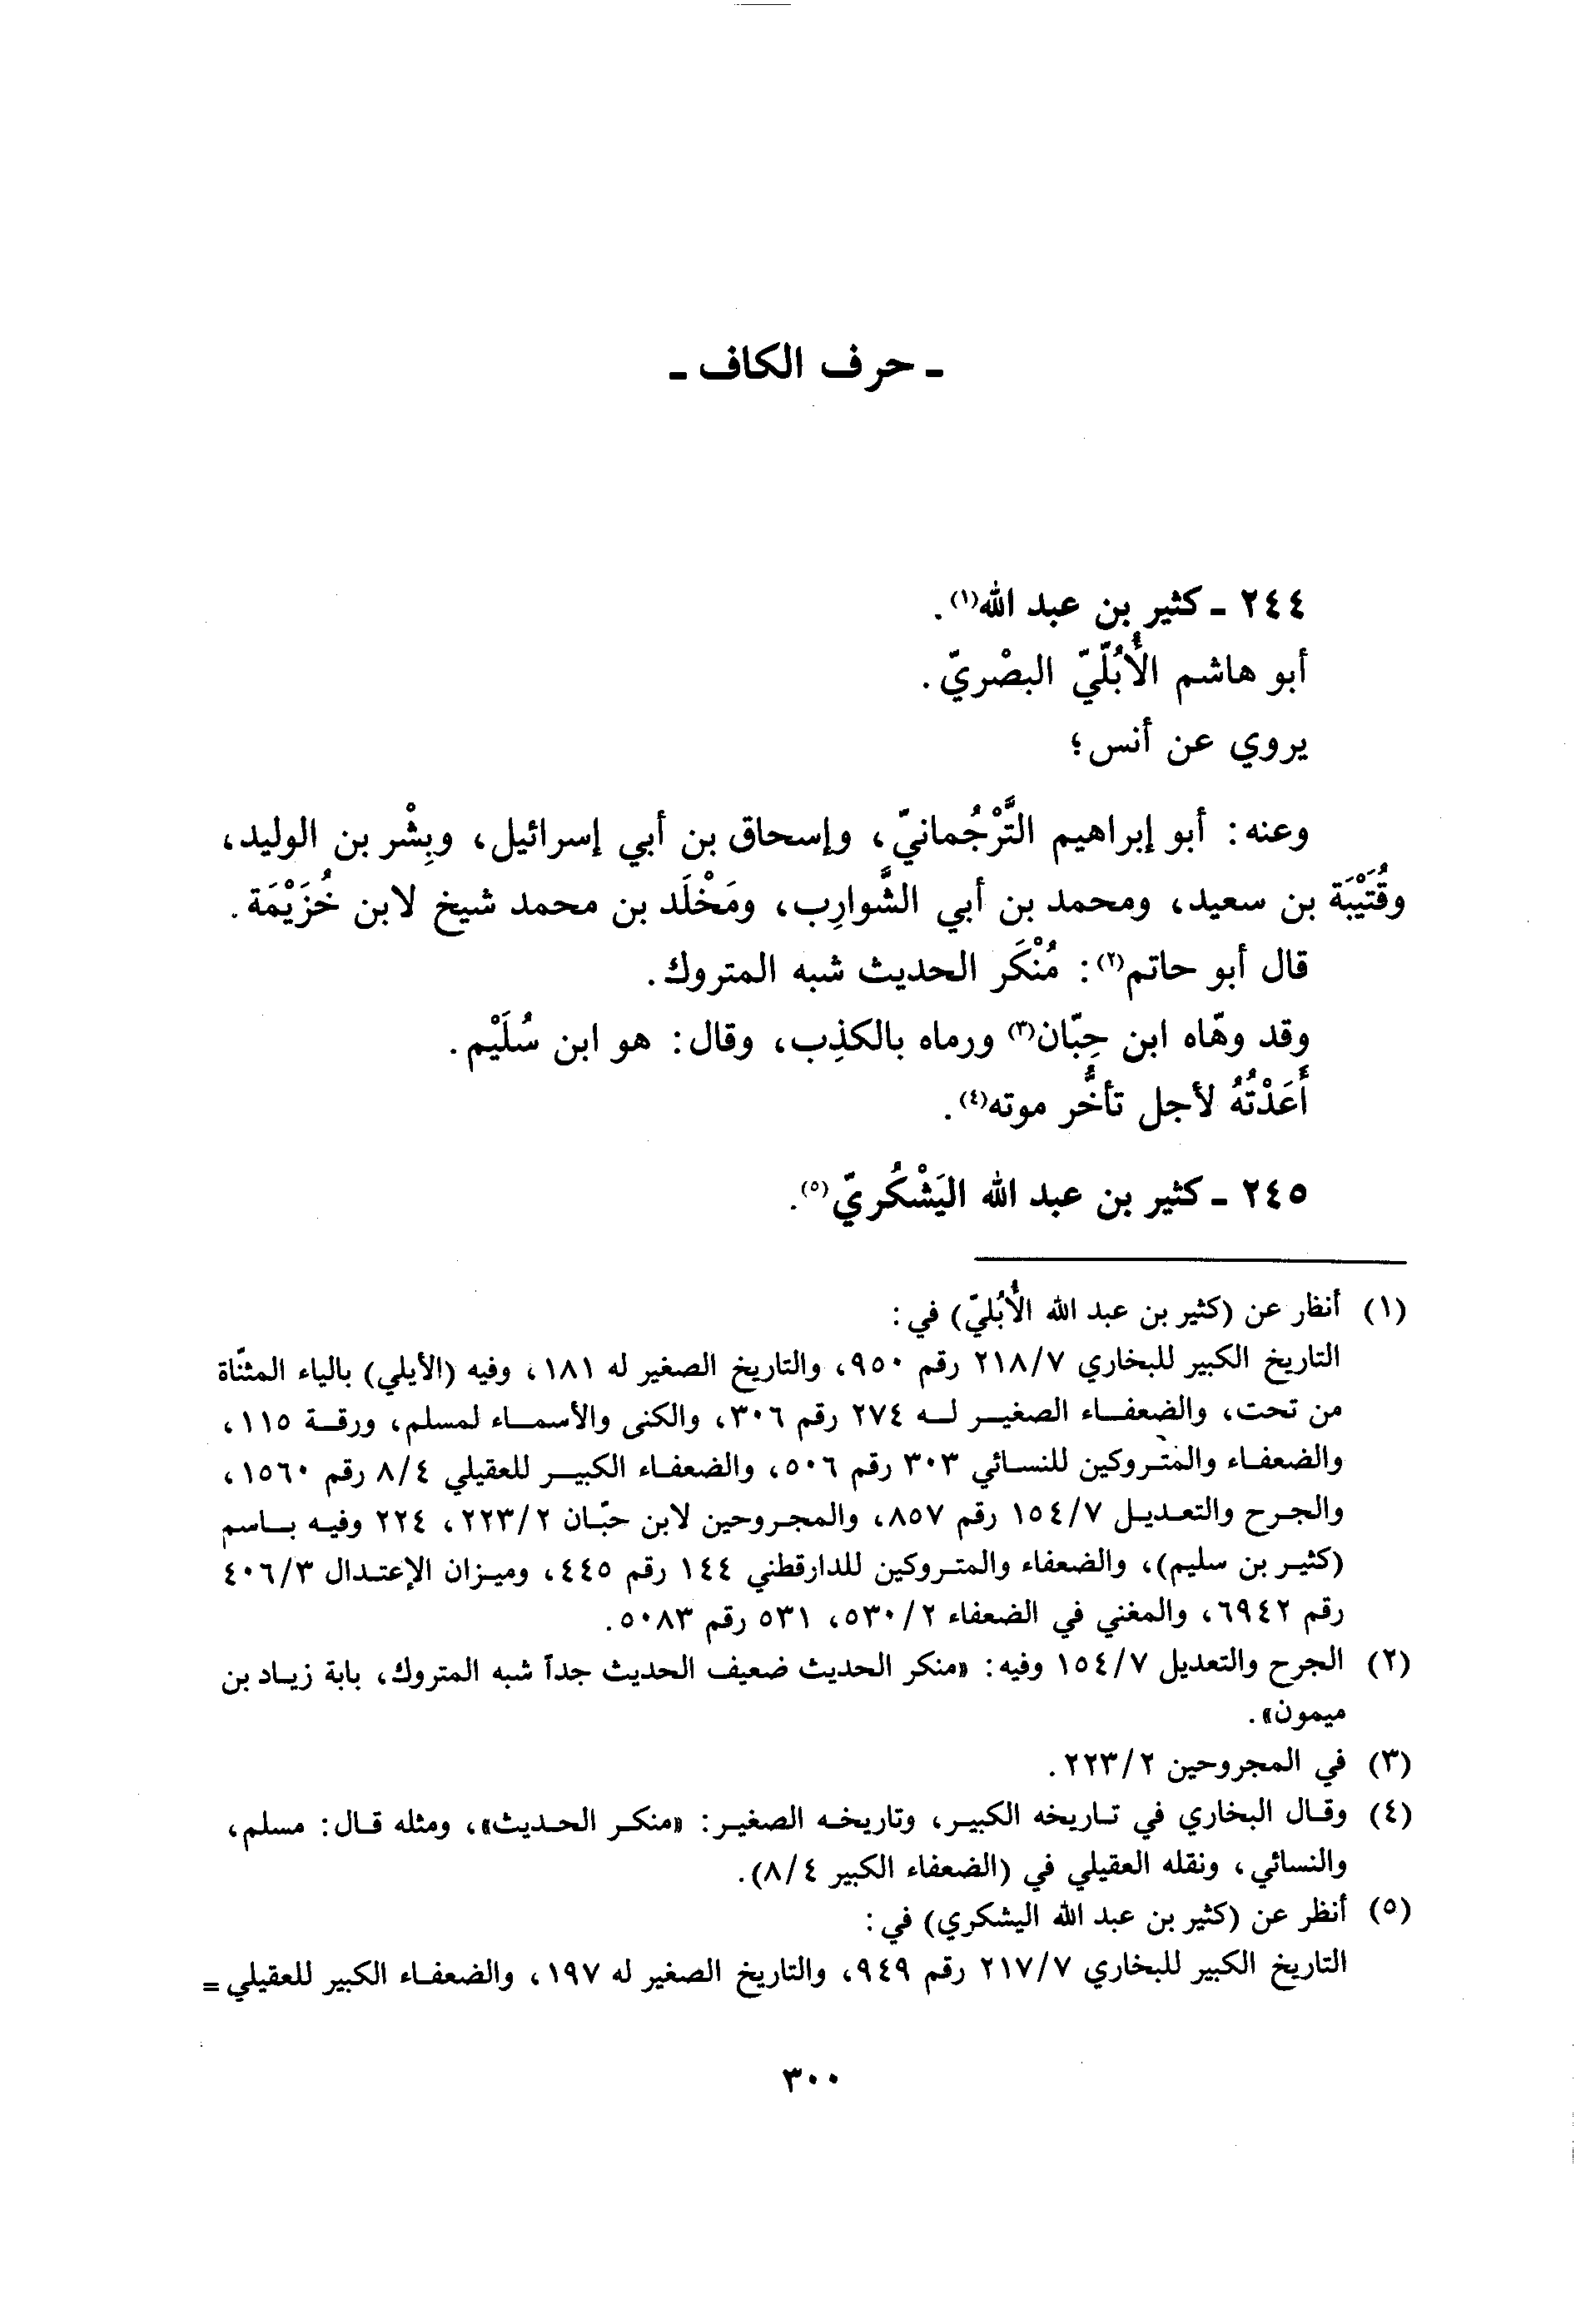 - حرف الكاف -
٢٤٤ - كثير بن عبد الله(١).
أبو هاشم الأُبُلّيّ البصْريّ.
يروي عن أنس؛
وعنه: أبو إبراهيم التَّرْجُمانيّ، وإسحاق بن أبي إسرائيل، وبِشْر بن الوليد،
وقُتَيْبَة بن سعيد، ومحمد بن أبي الشَّوارِب، ومَخْلَد بن محمد شيخ لابن خُزَيْمَة.
قال أبو حاتم(٢): مُنْكَر الحديث شبه المتروك.
وقد وهّاه ابن حِبّان(٣) ورماه بالكذِب، وقال: هو ابن سُلَيْم.
أَعَدْتُهُ لأجل تأخُّر موته(٤).
٢٤٥ - كثير بن عبد الله اليَشْكُريّ(٥).
(١) أنظار عن (كثير بن عبد الله الأُبُليّ) في:
التاريخ الكبير للبخاري ٢١٨/٧ رقم ٩٥٠، والتاريخ الصغير له ١٨١، وفيه (الأيلي) بالياء المثنّاة
من تحت، والضعفاء الصغير له ٢٧٤ رقم ٣٠٦، والكنى والأسماء لمسلم، ورقة ١١٥،
والضعفاء والمتروكين للنسائي ٣٠٣ رقم ٥٠٦، والضعفاء الكبير للعقيلي ٨/٤ رقم ١٥٦٠،
والجرح والتعديل ١٥٤/٧ رقم ٨٥٧، والمجروحين لابن حبّان ٢٢٣/٢، ٢٢٤ وفيه باسم
(كثير بن سليم)، والضعفاء والمتروكين للدارقطني ١٤٤ رقم ٤٤٥، وميزان الإعتدال ٤٠٦/٣
رقم ٦٩٤٢، والمغني في الضعفاء ٥٣٠/٢، ٥٣١ رقم ٥٠٨٣.
(٢) الجرح والتعديل ١٥٤/٧ وفيه: «منكر الحديث ضعيف الحديث جداً شبه المتروك، بابة زياد بن
ميمون».
(٣) في المجروحين ٢٢٣/٢.
(٤) وقال البخاري في تاريخه الكبير، وتاريخه الصغير: «منكر الحديث»، ومثله قال: مسلم،
والنسائي، ونقله العقيلي في (الضعفاء الكبير ٨/٤).
(٥) أنظر عن (كثير بن عبد الله اليشكري) في:
التاريخ الكبير للبخاري ٢١٧/٧ رقم ٩٤٩، والتاريخ الصغير له ١٩٧، والضعفاء الكبير للعقيلي =
٣٠٠